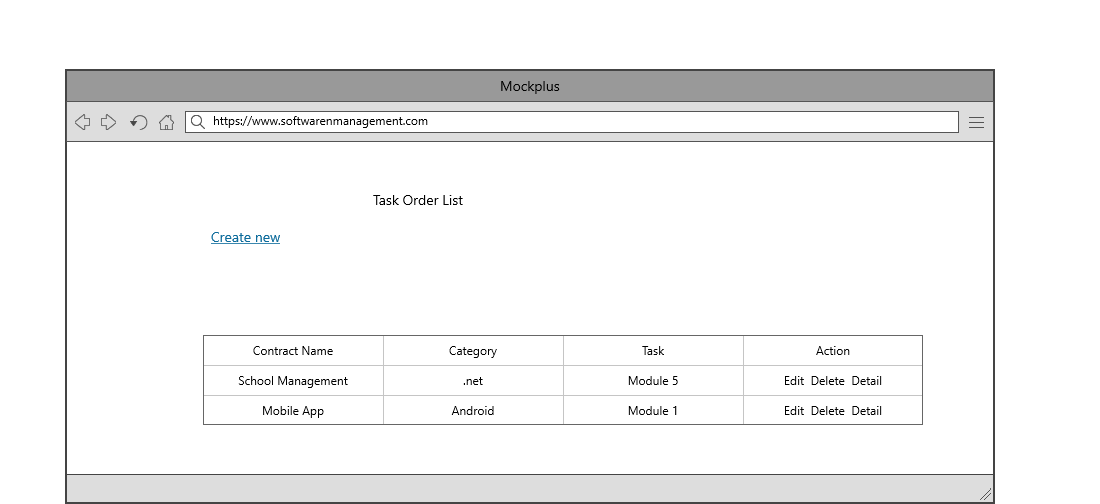 Mockplus
https://www.softwarenmanagement.com
Task Order List
Create new
Contract Name Category Task Action
School Management .net Module 5 Edit Delete Detail
Mobile App Android Module 1 Edit Delete Detail